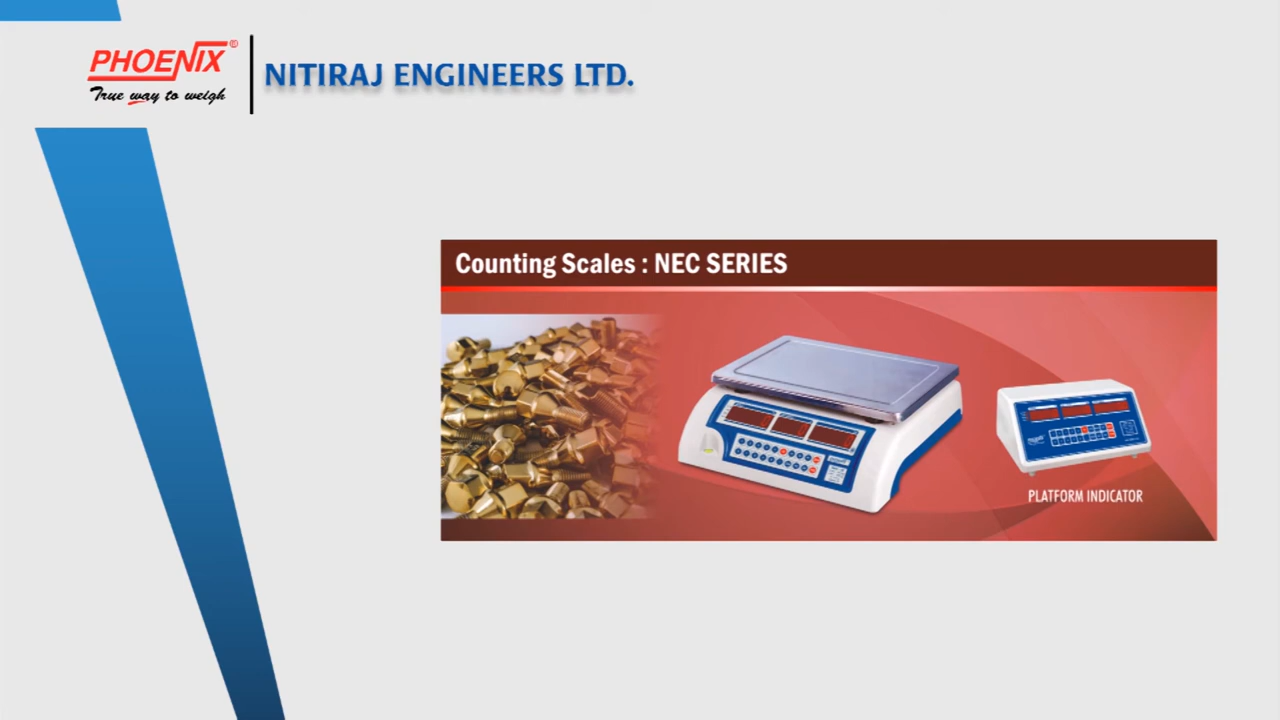 PHOENIX®
True way to weigh
NITIRAJ ENGINEERS LTD.
Counting Scales : NEC SERIES
PLATFORM INDICATOR